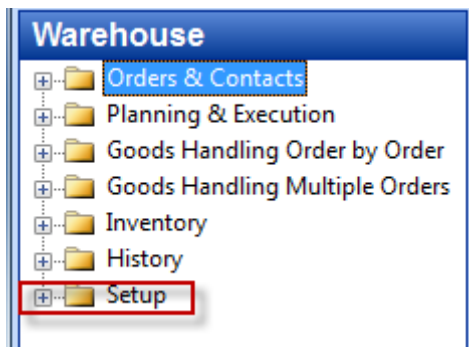 Warehouse
Orders & Contacts
Planning & Execution
Goods Handling Order by Order
Goods Handling Multiple Orders
Inventory
History
Setup